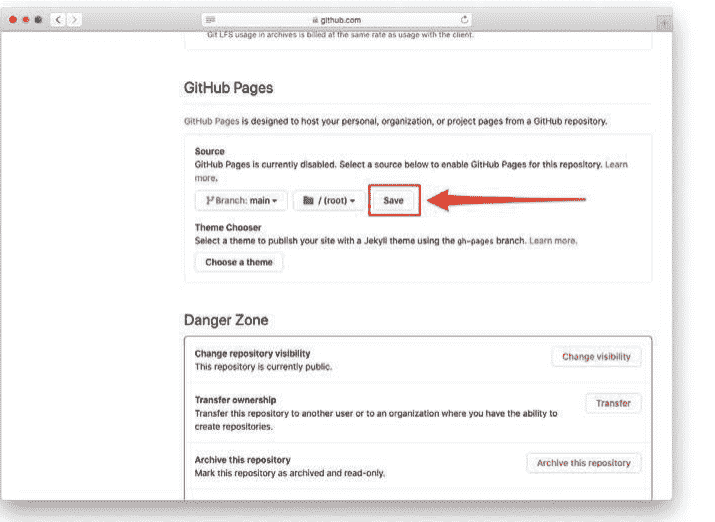 github.com
Git LFS usage in archives is billed at the same rate as usage with the client.
GitHub Pages
GitHub Pages is designed to host your personal, organization, or project pages from a GitHub repository.
Source
GitHub Pages is currently disabled. Select a source below to enable GitHub Pages for this repository. Learn
more.
Branch: main / (root) Save
Theme Chooser
Select a theme to publish your site with a Jekyll theme using the gh-pages branch. Learn more.
Choose a theme
Danger Zone
Change repository visibility
This repository is currently public.
Change visibility
Transfer ownership
Transfer this repository to another user or to an organization where you have the ability to
create repositories.
Transfer
Archive this repository
Mark this repository as archived and read-only.
Archive this repository